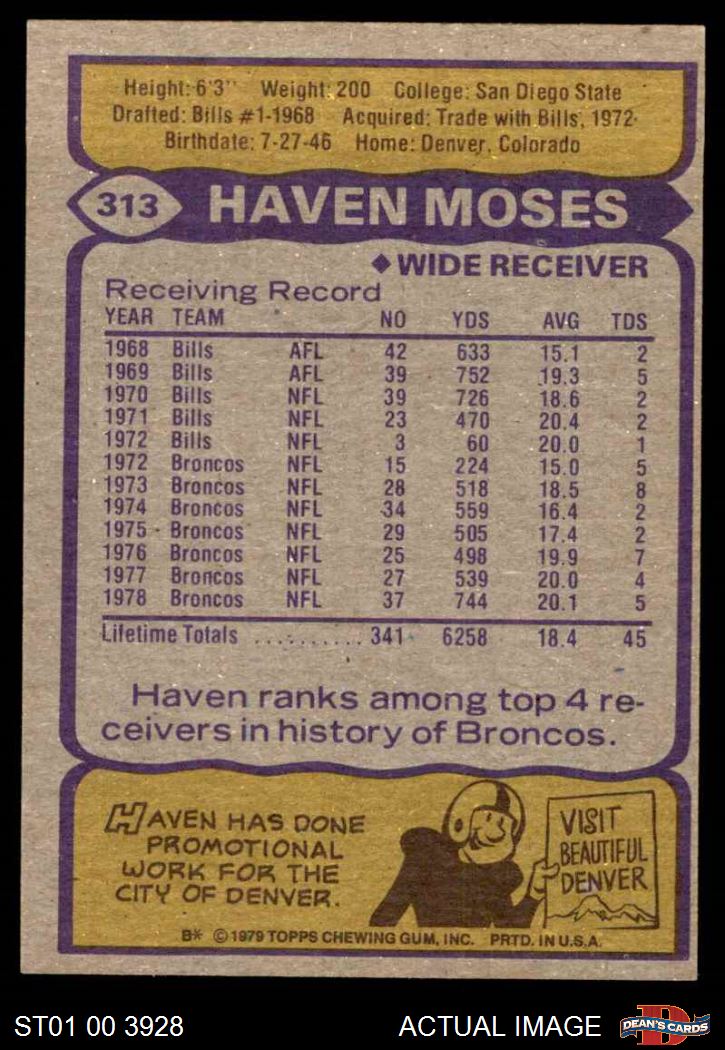 Height: 6'3" Weight: 200 College: San Diego State
Drafted: Bills #1-1968 Acquired: Trade with Bills, 1972
Birthdate: 7-27-46 Home: Denver, Colorado
313 HAVEN MOSES
◆ WIDE RECEIVER
Receiving Record
YEAR TEAM NO YDS AVG TDS
1968 Bills AFL 42 633 15.1 2
1969 Bills AFL 39 752 19.3 5
1970 Bills NFL 39 726 18.6 2
1971 Bills NFL 23 470 20.4 2
1972 Bills NFL 3 60 20.0 1
1972 Broncos NFL 15 224 15.0 5
1973 Broncos NFL 28 518 18.5 8
1974 Broncos NFL 34 559 16.4 2
1975 Broncos NFL 29 505 17.4 2
1976 Broncos NFL 25 498 19.9 7
1977 Broncos NFL 27 539 20.0 4
1978 Broncos NFL 37 744 20.1 5
Lifetime Totals .......... 341 6258 18.4 45
Haven ranks among top 4 re-
ceivers in history of Broncos.
HAVEN HAS DONE
PROMOTIONAL
WORK FOR THE
CITY OF DENVER.
VISIT
BEAUTIFUL
DENVER
B* ©1979 TOPPS CHEWING GUM, INC. PRTD. IN U.S.A.
ST01 00 3928 ACTUAL IMAGE
D
DEAN'S CARDS